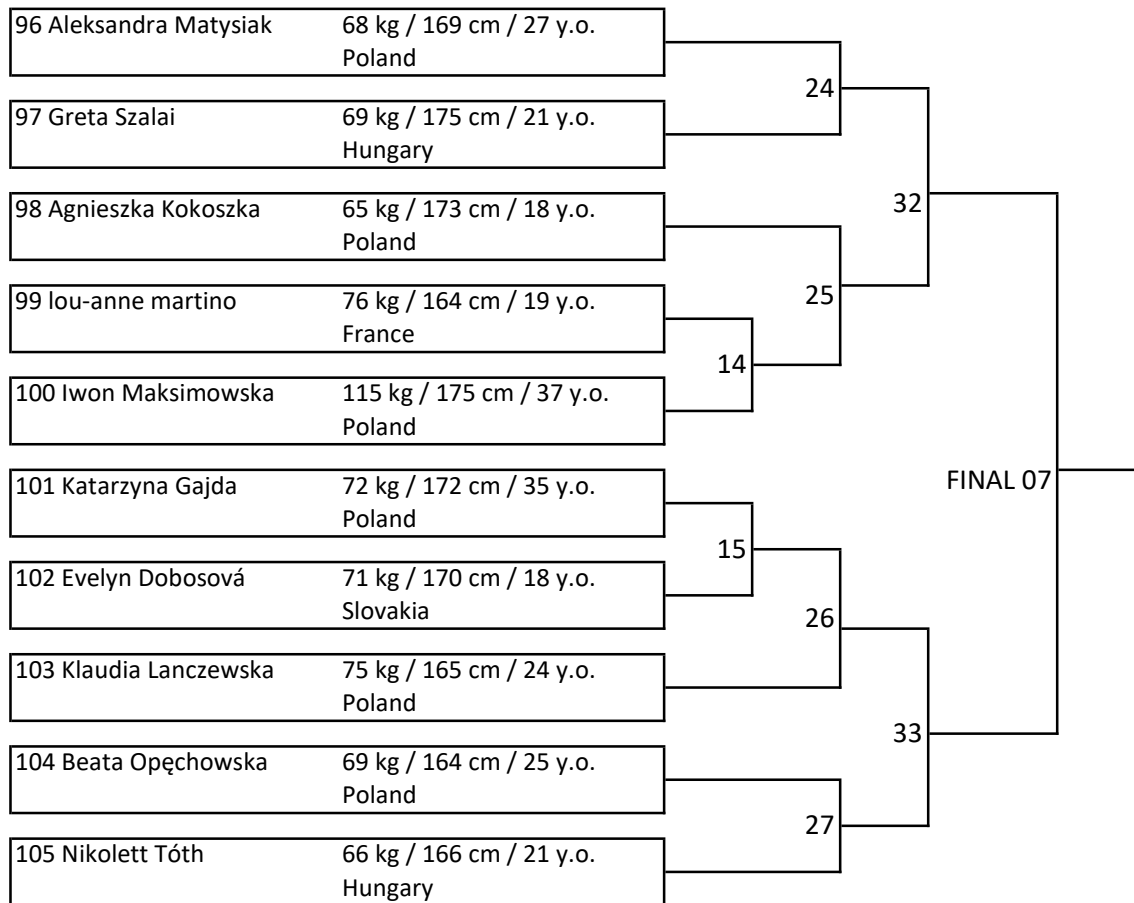 96 Aleksandra Matysiak 68 kg / 169 cm / 27 y.o.
Poland
24
97 Greta Szalai 69 kg / 175 cm / 21 y.o.
Hungary
98 Agnieszka Kokoszka 65 kg / 173 cm / 18 y.o.
32
Poland
99 lou-anne martino 76 kg / 164 cm / 19 y.o.
25
France
14
100 Iwon Maksimowska 115 kg / 175 cm / 37 y.o.
Poland
101 Katarzyna Gajda 72 kg / 172 cm / 35 y.o.
FINAL 07
Poland
15
102 Evelyn Dobosová 71 kg / 170 cm / 18 y.o.
Slovakia
26
103 Klaudia Lanczewska 75 kg / 165 cm / 24 y.o.
Poland
33
104 Beata Opęchowska 69 kg / 164 cm / 25 y.o.
Poland
27
105 Nikolett Tóth 66 kg / 166 cm / 21 y.o.
Hungary